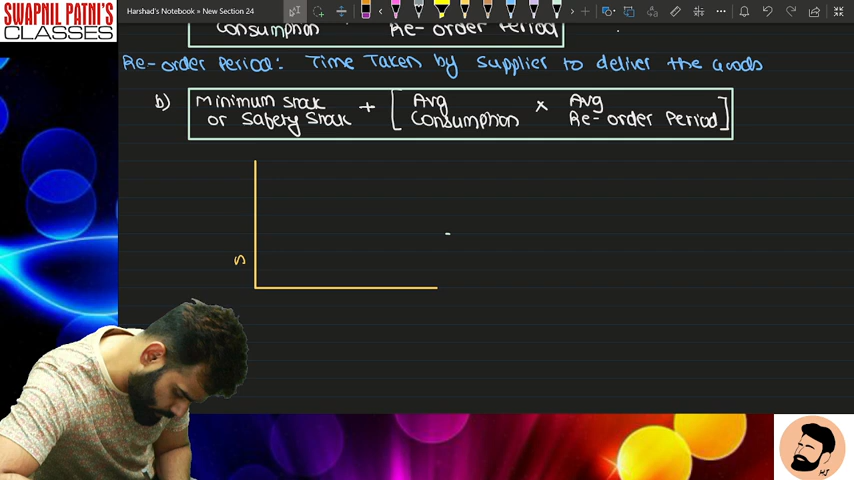 SWAPNIL PATNI'S
CLASSES
Harshad's Notebook » New Section 24
Consumption Re-order Period
Re-order Period: Time Taken by supplier to deliver the Goods
b) Minimum stock or Safety Stock + [ Avg Consumption x Avg Re-order Period ]
S
HS